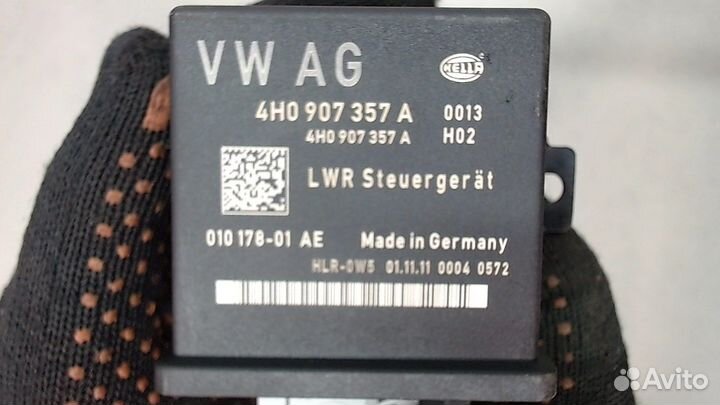 VW AG
HELLA
4H0 907 357 A 0013
4H0 907 357 A H02
LWR Steuergerät
010 178-01 AE Made in Germany
HLR-0W5 01.11.11 0004 0572
Avito